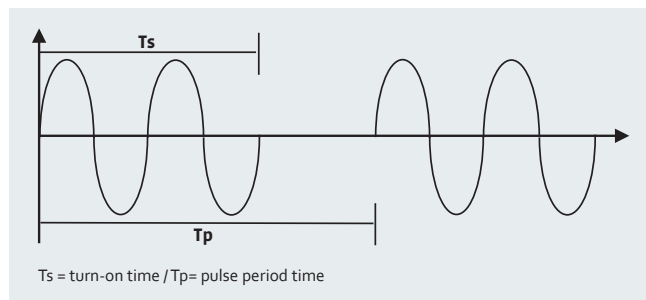 Ts
Tp
Ts = turn-on time / Tp= pulse period time